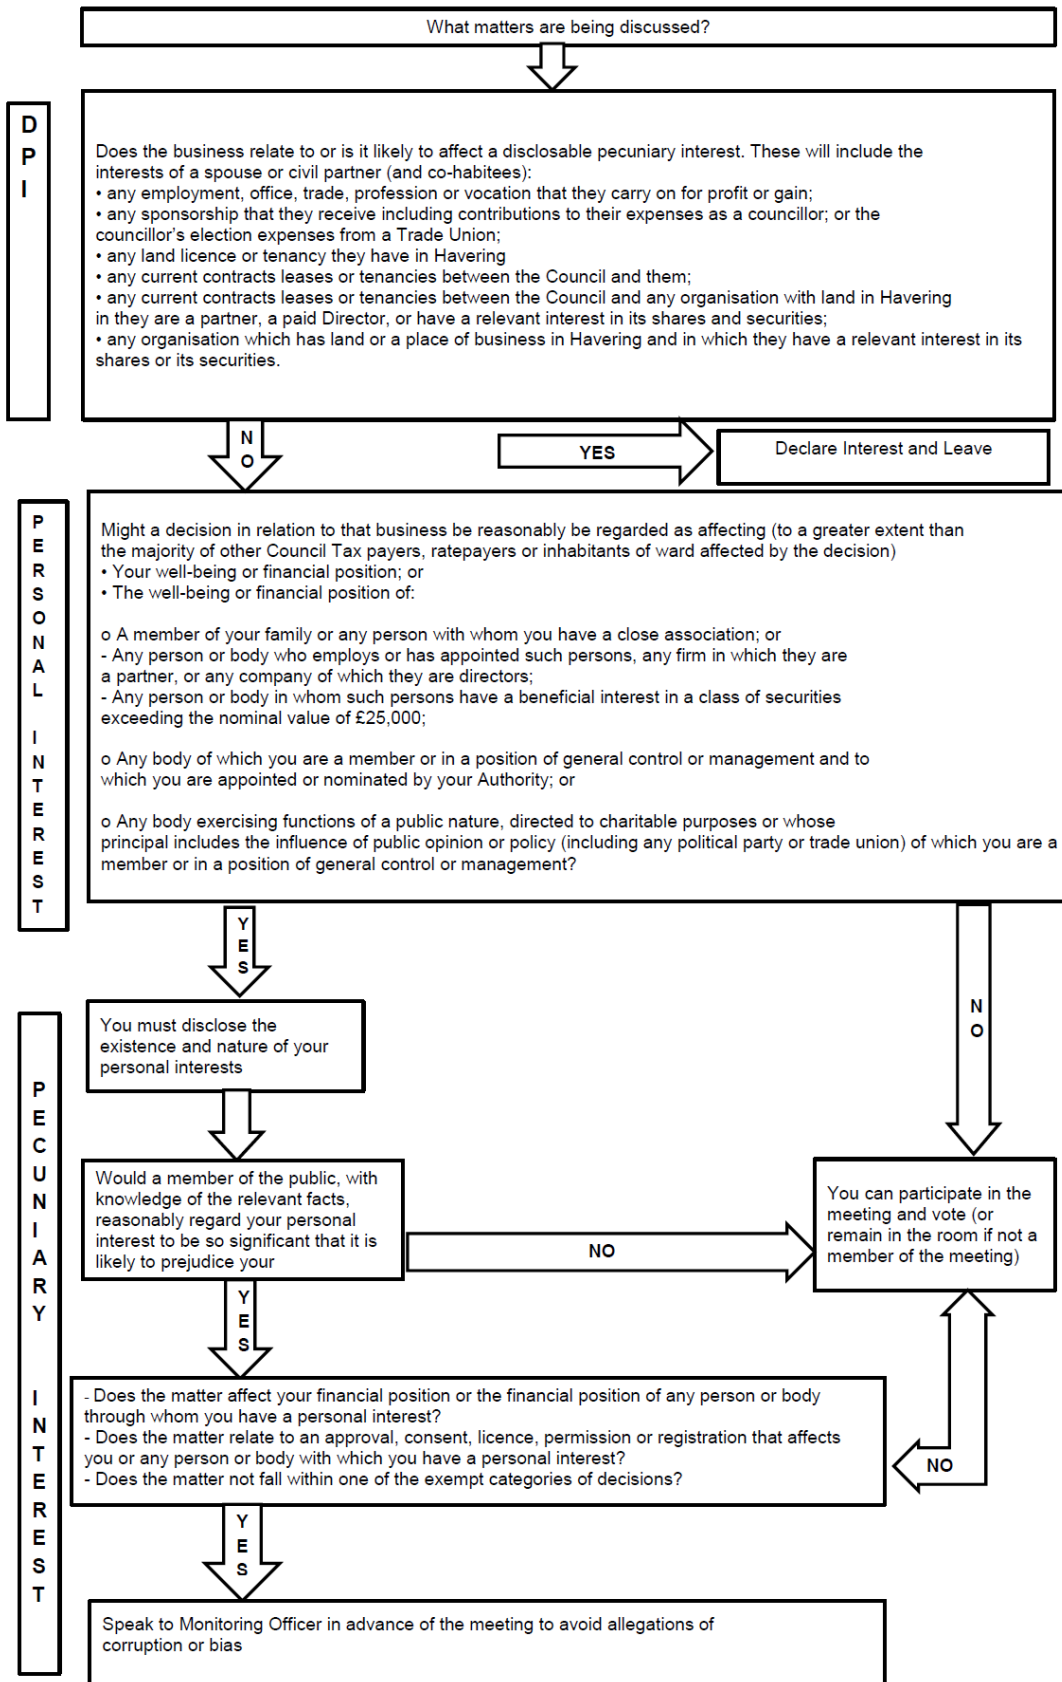 What matters are being discussed?
D
P
I
Does the business relate to or is it likely to affect a disclosable pecuniary interest. These will include the
interests of a spouse or civil partner (and co-habitees):
• any employment, office, trade, profession or vocation that they carry on for profit or gain;
• any sponsorship that they receive including contributions to their expenses as a councillor; or the
councillor's election expenses from a Trade Union;
• any land licence or tenancy they have in Havering
• any current contracts leases or tenancies between the Council and them;
• any current contracts leases or tenancies between the Council and any organisation with land in Havering
in they are a partner, a paid Director, or have a relevant interest in its shares and securities;
• any organisation which has land or a place of business in Havering and in which they have a relevant interest in its
shares or its securities.
N
O
YES
Declare Interest and Leave
P
E
R
S
O
N
A
L
I
N
T
E
R
E
S
T
Might a decision in relation to that business be reasonably be regarded as affecting (to a greater extent than
the majority of other Council Tax payers, ratepayers or inhabitants of ward affected by the decision)
• Your well-being or financial position; or
• The well-being or financial position of:
o A member of your family or any person with whom you have a close association; or
- Any person or body who employs or has appointed such persons, any firm in which they are
a partner, or any company of which they are directors;
- Any person or body in whom such persons have a beneficial interest in a class of securities
exceeding the nominal value of £25,000;
o Any body of which you are a member or in a position of general control or management and to
which you are appointed or nominated by your Authority; or
o Any body exercising functions of a public nature, directed to charitable purposes or whose
principal includes the influence of public opinion or policy (including any political party or trade union) of which you are a
member or in a position of general control or management?
Y
E
S
N
O
You must disclose the
existence and nature of your
personal interests
P
E
C
U
N
I
A
R
Y
I
N
T
E
R
E
S
T
Would a member of the public, with
knowledge of the relevant facts,
reasonably regard your personal
interest to be so significant that it is
likely to prejudice your
NO
You can participate in the
meeting and vote (or
remain in the room if not a
member of the meeting)
Y
E
S
- Does the matter affect your financial position or the financial position of any person or body
through whom you have a personal interest?
- Does the matter relate to an approval, consent, licence, permission or registration that affects
you or any person or body with which you have a personal interest?
- Does the matter not fall within one of the exempt categories of decisions?
NO
Y
E
S
Speak to Monitoring Officer in advance of the meeting to avoid allegations of
corruption or bias